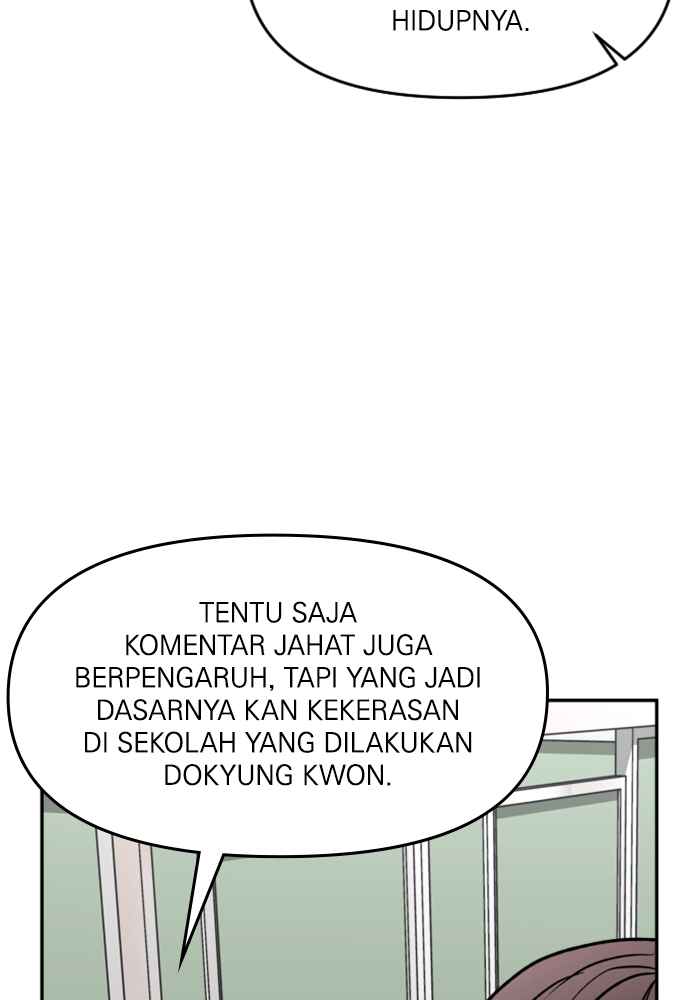 HIDUPNYA.
TENTU SAJA
KOMENTAR JAHAT JUGA
BERPENGARUH, TAPI YANG JADI
DASARNYA KAN KEKERASAN
DI SEKOLAH YANG DILAKUKAN
DOKYUNG KWON.